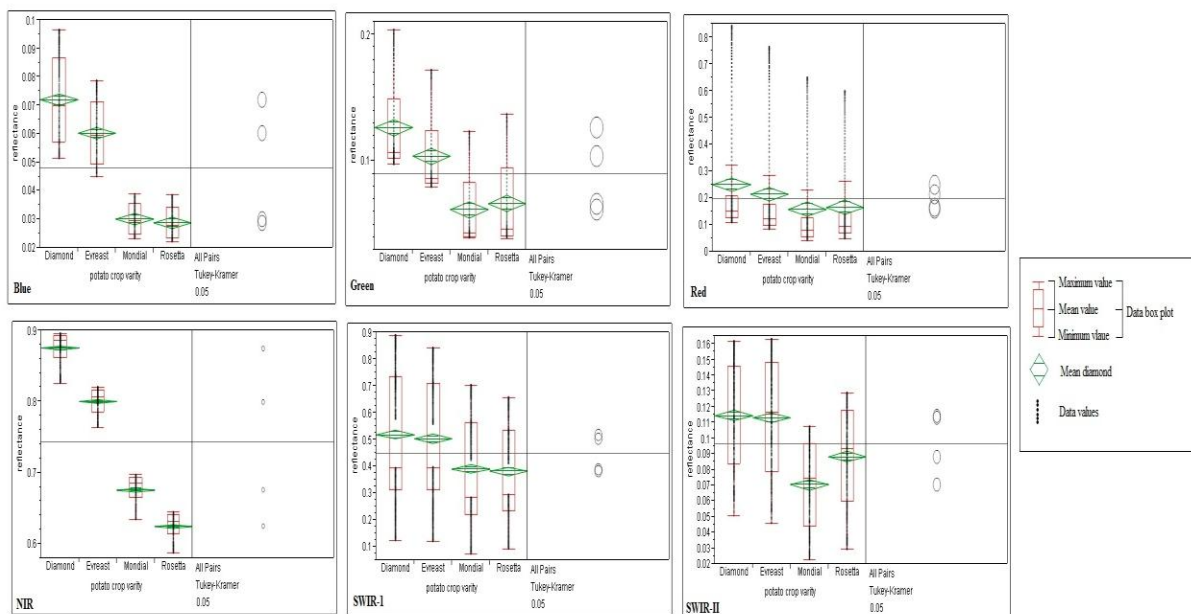 0.1
0.09
0.08
0.07
0.06
0.05
0.04
0.03
0.02
reflectance
Diamond Evreast Mondial Rosetta All Pairs
potato crop varity Tukey-Kramer
0.05
Blue
0.2
0.1
reflectance
Diamond Evreast Mondial Rosetta All Pairs
potato crop varity Tukey-Kramer
0.05
Green
0.8
0.7
0.6
0.5
0.4
0.3
0.2
0.1
0
reflectance
Diamond Evreast Mondial Rosetta All Pairs
potato crop varity Tukey-Kramer
0.05
Red
0.9
0.8
0.7
0.6
reflectance
Diamond Evreast Mondial Rosetta All Pairs
potato crop varity Tukey-Kramer
0.05
NIR
0.9
0.8
0.7
0.6
0.5
0.4
0.3
0.2
0.1
reflectance
Diamond Evreast Mondial Rosetta All Pairs
potato crop varity Tukey-Kramer
0.05
SWIR-1
0.16
0.15
0.14
0.13
0.12
0.11
0.1
0.09
0.08
0.07
0.06
0.05
0.04
0.03
0.02
reflectance
Diamond Evreast Mondial Rosetta All Pairs
potato crop varity Tukey-Kramer
0.05
SWIR-II
Maximum value
Mean value
Minimum vlaue
Data box plot
Mean diamond
Data values